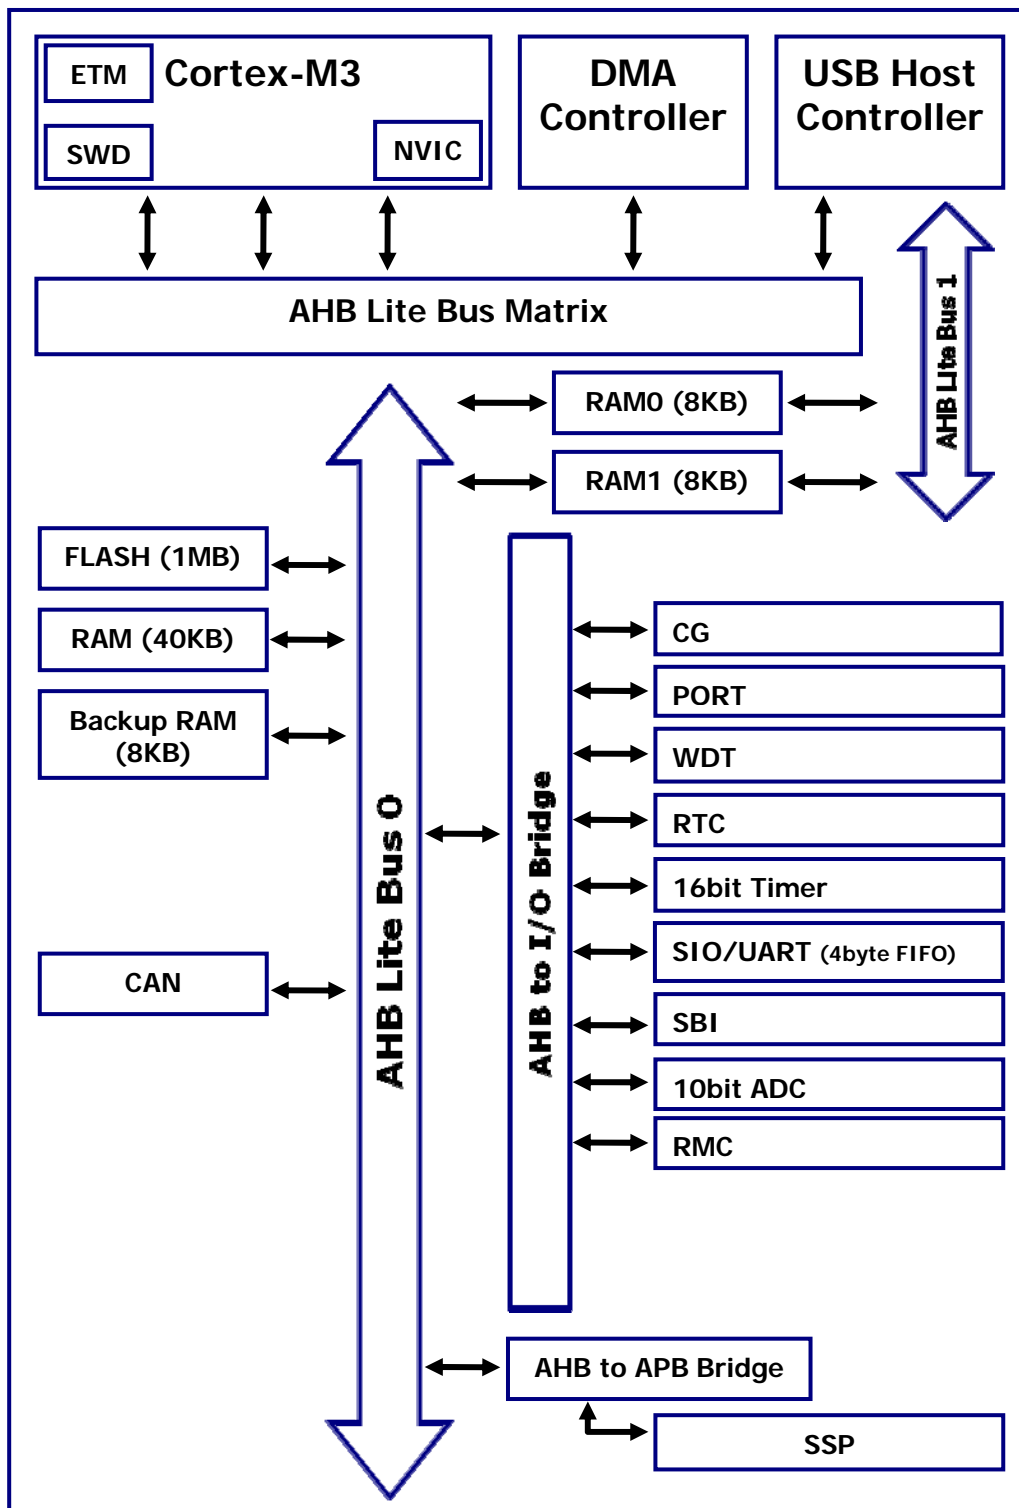 ETM
Cortex-M3
SWD
NVIC
DMA
Controller
USB Host
Controller
AHB Lite Bus Matrix
AHB Lite Bus 1
RAM0 (8KB)
RAM1 (8KB)
FLASH (1MB)
RAM (40KB)
Backup RAM
(8KB)
CAN
AHB Lite Bus 0
AHB to I/O Bridge
CG
PORT
WDT
RTC
16bit Timer
SIO/UART (4byte FIFO)
SBI
10bit ADC
RMC
AHB to APB Bridge
SSP